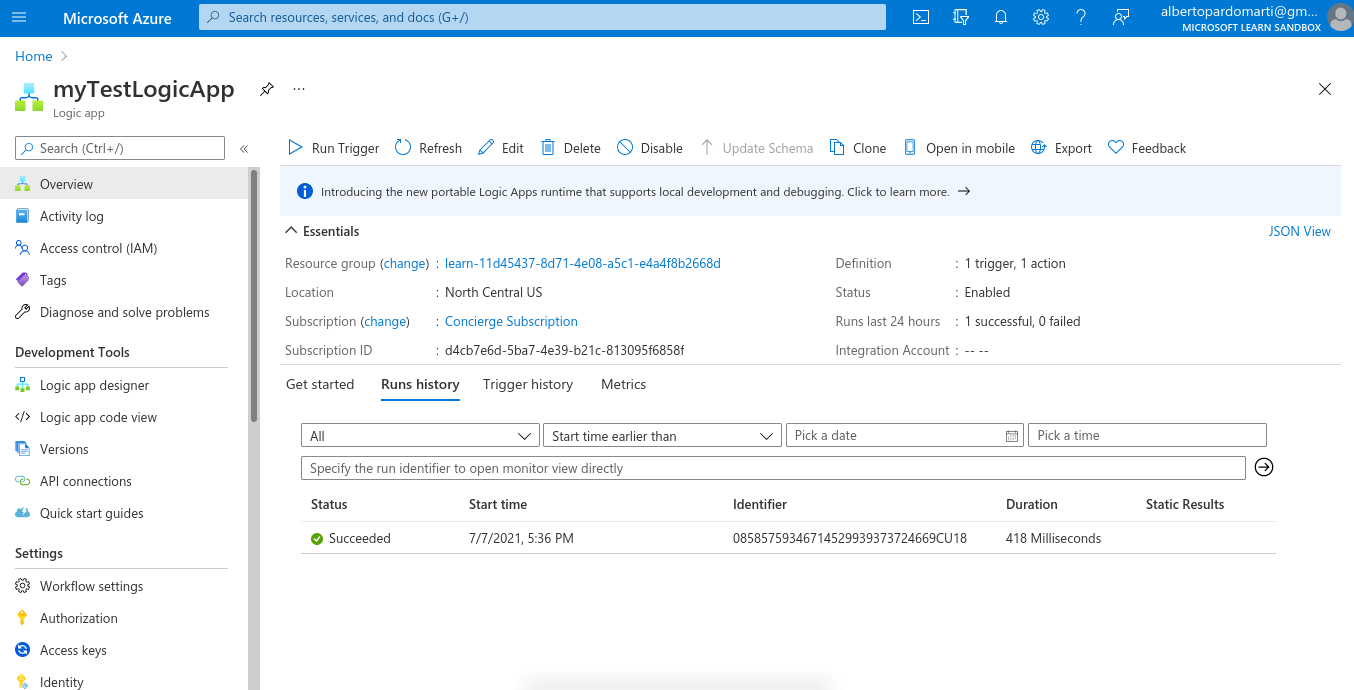 Microsoft Azure
Search resources, services, and docs (G+/)
albertopardomarti@gm...
MICROSOFT LEARN SANDBOX
Home
myTestLogicApp
...
Logic app
Search (Ctrl+/)
«
Run Trigger Refresh Edit Delete Disable Update Schema Clone Open in mobile Export Feedback
Overview
Activity log
Access control (IAM)
Tags
Diagnose and solve problems
Development Tools
Logic app designer
Logic app code view
Versions
API connections
Quick start guides
Settings
Workflow settings
Authorization
Access keys
Identity
Introducing the new portable Logic Apps runtime that supports local development and debugging. Click to learn more. →
Essentials
JSON View
Resource group (change) : learn-11d45437-8d71-4e08-a5c1-e4a4f8b2668d
Location : North Central US
Subscription (change) : Concierge Subscription
Subscription ID : d4cb7e6d-5ba7-4e39-b21c-813095f6858f
Definition : 1 trigger, 1 action
Status : Enabled
Runs last 24 hours : 1 successful, 0 failed
Integration Account : -- --
Get started Runs history Trigger history Metrics
All Start time earlier than Pick a date Pick a time
Specify the run identifier to open monitor view directly
Status Start time Identifier Duration Static Results
Succeeded 7/7/2021, 5:36 PM 08585759346714529939373724669CU18 418 Milliseconds